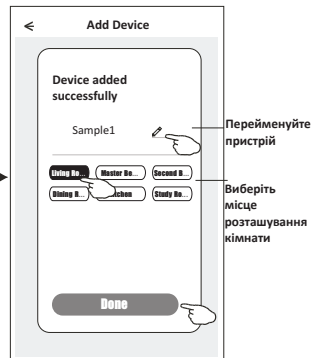 Add Device
Device added
successfully
Sample1
Перейменуйте
пристрій
Living Ro... Master Be... Second B...
Dining R... Study Ro...
Виберіть
місце
розташування
кімнати
Done